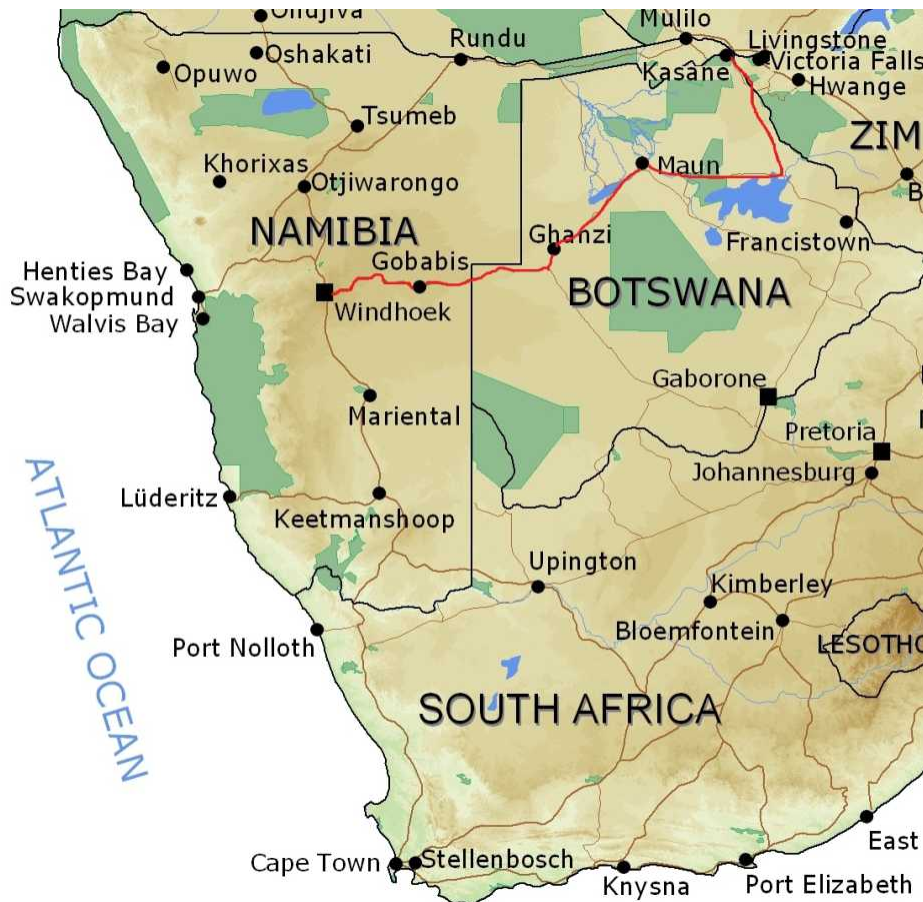 Ondjiva
Mulilo
Oshakati
Rundu
Livingstone
Opuwo
Kasane
Victoria Falls
Hwange
Tsumeb
ZIM
Khorixas
Otjiwarongo
Maun
B
NAMIBIA
Ghanzi
Francistown
Henties Bay
Gobabis
Swakopmund
BOTSWANA
Walvis Bay
Windhoek
Gaborone
Mariental
Pretoria
Johannesburg
ATLANTIC OCEAN
Lüderitz
Keetmanshoop
Upington
Kimberley
Bloemfontein
Port Nolloth
LESOTHO
SOUTH AFRICA
East
Cape Town
Stellenbosch
Knysna
Port Elizabeth